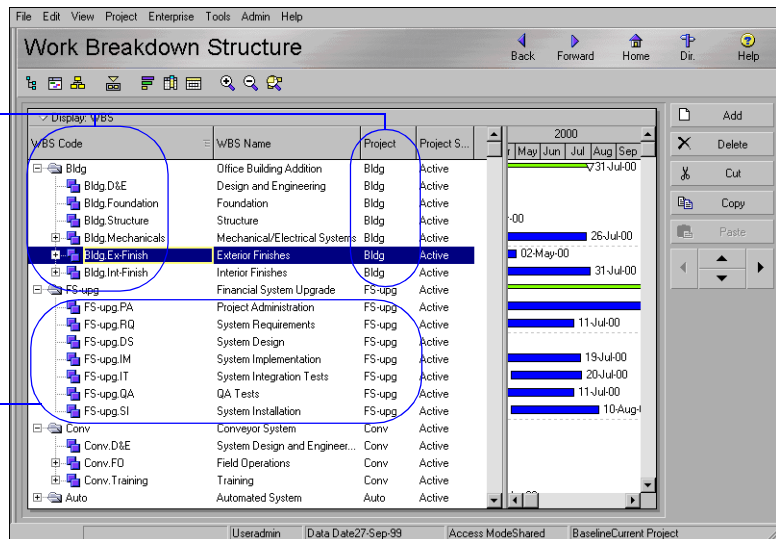 File Edit View Project Enterprise Tools Admin Help
Work Breakdown Structure
Back Forward Home Dir. Help
Display: WBS
WBS Code WBS Name Project Project S...
2000
r May Jun Jul Aug Sep
Bldg Office Building Addition Bldg Active 31-Jul-00
Bldg.D&E Design and Engineering Bldg Active
Bldg.Foundation Foundation Bldg Active
Bldg.Structure Structure Bldg Active -00
Bldg.Mechanicals Mechanical/Electrical Systems Bldg Active 26-Jul-00
Bldg.Ex-Finish Exterior Finishes Bldg Active 02-May-00
Bldg.Int-Finish Interior Finishes Bldg Active 31-Jul-00
FS-upg Financial System Upgrade FS-upg Active
FS-upg.PA Project Administration FS-upg Active
FS-upg.RQ System Requirements FS-upg Active 11-Jul-00
FS-upg.DS System Design FS-upg Active
FS-upg.IM System Implementation FS-upg Active 19-Jul-00
FS-upg.IT System Integration Tests FS-upg Active 20-Jul-00
FS-upg.QA QA Tests FS-upg Active 11-Jul-00
FS-upg.SI System Installation FS-upg Active 10-Aug-
Conv Conveyor System Conv Active
Conv.D&E System Design and Engineer... Conv Active
Conv.FO Field Operations Conv Active
Conv.Training Training Conv Active
Auto Automated System Auto Active
Add
Delete
Cut
Copy
Paste
Useradmin Data Date27-Sep-99 Access ModeShared BaselineCurrent Project